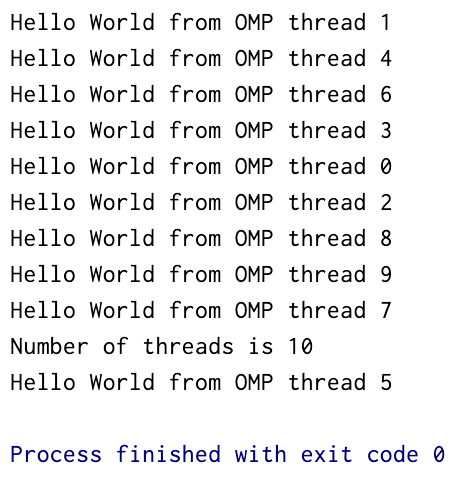 Hello World from OMP thread 1
Hello World from OMP thread 4
Hello World from OMP thread 6
Hello World from OMP thread 3
Hello World from OMP thread 0
Hello World from OMP thread 2
Hello World from OMP thread 8
Hello World from OMP thread 9
Hello World from OMP thread 7
Number of threads is 10
Hello World from OMP thread 5
Process finished with exit code 0